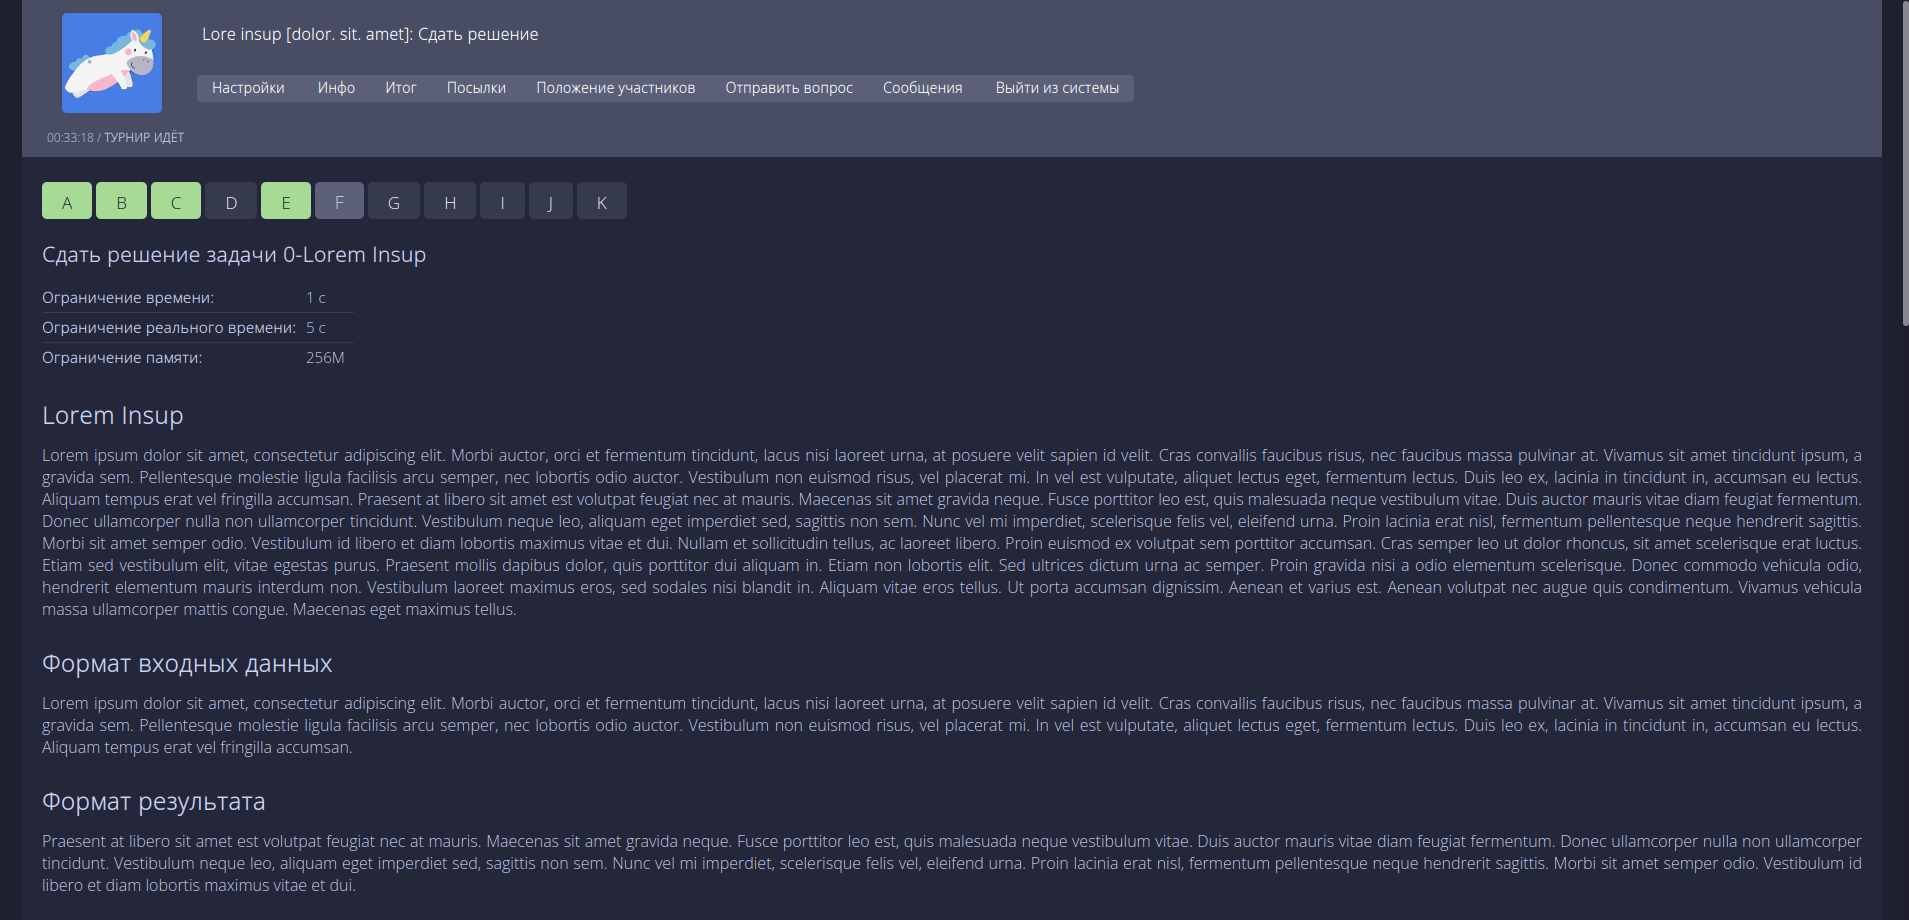 Lore insup [dolor. sit. amet]: Сдать решение
Настройки Инфо Итог Посылки Положение участников Отправить вопрос Сообщения Выйти из системы
00:33:18 / ТУРНИР ИДЁТ
A B C D E F G H I J K
Сдать решение задачи 0-Lorem Insup
Ограничение времени: 1 с
Ограничение реального времени: 5 с
Ограничение памяти: 256M
Lorem Insup
Lorem ipsum dolor sit amet, consectetur adipiscing elit. Morbi auctor, orci et fermentum tincidunt, lacus nisi laoreet urna, at posuere velit sapien id velit. Cras convallis faucibus risus, nec faucibus massa pulvinar at. Vivamus sit amet tincidunt ipsum, a
gravida sem. Pellentesque molestie ligula facilisis arcu semper, nec lobortis odio auctor. Vestibulum non euismod risus, vel placerat mi. In vel est vulputate, aliquet lectus eget, fermentum lectus. Duis leo ex, lacinia in tincidunt in, accumsan eu lectus.
Aliquam tempus erat vel fringilla accumsan. Praesent at libero sit amet est volutpat feugiat nec at mauris. Maecenas sit amet gravida neque. Fusce porttitor leo est, quis malesuada neque vestibulum vitae. Duis auctor mauris vitae diam feugiat fermentum.
Donec ullamcorper nulla non ullamcorper tincidunt. Vestibulum neque leo, aliquam eget imperdiet sed, sagittis non sem. Nunc vel mi imperdiet, scelerisque felis vel, eleifend urna. Proin lacinia erat nisl, fermentum pellentesque neque hendrerit sagittis.
Morbi sit amet semper odio. Vestibulum id libero et diam lobortis maximus vitae et dui. Nullam et sollicitudin tellus, ac laoreet libero. Proin euismod ex volutpat sem porttitor accumsan. Cras semper leo ut dolor rhoncus, sit amet scelerisque erat luctus.
Etiam sed vestibulum elit, vitae egestas purus. Praesent mollis dapibus dolor, quis porttitor dui aliquam in. Etiam non lobortis elit. Sed ultrices dictum urna ac semper. Proin gravida nisi a odio elementum scelerisque. Donec commodo vehicula odio,
hendrerit elementum mauris interdum non. Vestibulum laoreet maximus eros, sed sodales nisi blandit in. Aliquam vitae eros tellus. Ut porta accumsan dignissim. Aenean et varius est. Aenean volutpat nec augue quis condimentum. Vivamus vehicula
massa ullamcorper mattis congue. Maecenas eget maximus tellus.
Формат входных данных
Lorem ipsum dolor sit amet, consectetur adipiscing elit. Morbi auctor, orci et fermentum tincidunt, lacus nisi laoreet urna, at posuere velit sapien id velit. Cras convallis faucibus risus, nec faucibus massa pulvinar at. Vivamus sit amet tincidunt ipsum, a
gravida sem. Pellentesque molestie ligula facilisis arcu semper, nec lobortis odio auctor. Vestibulum non euismod risus, vel placerat mi. In vel est vulputate, aliquet lectus eget, fermentum lectus. Duis leo ex, lacinia in tincidunt in, accumsan eu lectus.
Aliquam tempus erat vel fringilla accumsan.
Формат результата
Praesent at libero sit amet est volutpat feugiat nec at mauris. Maecenas sit amet gravida neque. Fusce porttitor leo est, quis malesuada neque vestibulum vitae. Duis auctor mauris vitae diam feugiat fermentum. Donec ullamcorper nulla non ullamcorper
tincidunt. Vestibulum neque leo, aliquam eget imperdiet sed, sagittis non sem. Nunc vel mi imperdiet, scelerisque felis vel, eleifend urna. Proin lacinia erat nisl, fermentum pellentesque neque hendrerit sagittis. Morbi sit amet semper odio. Vestibulum id
libero et diam lobortis maximus vitae et dui.